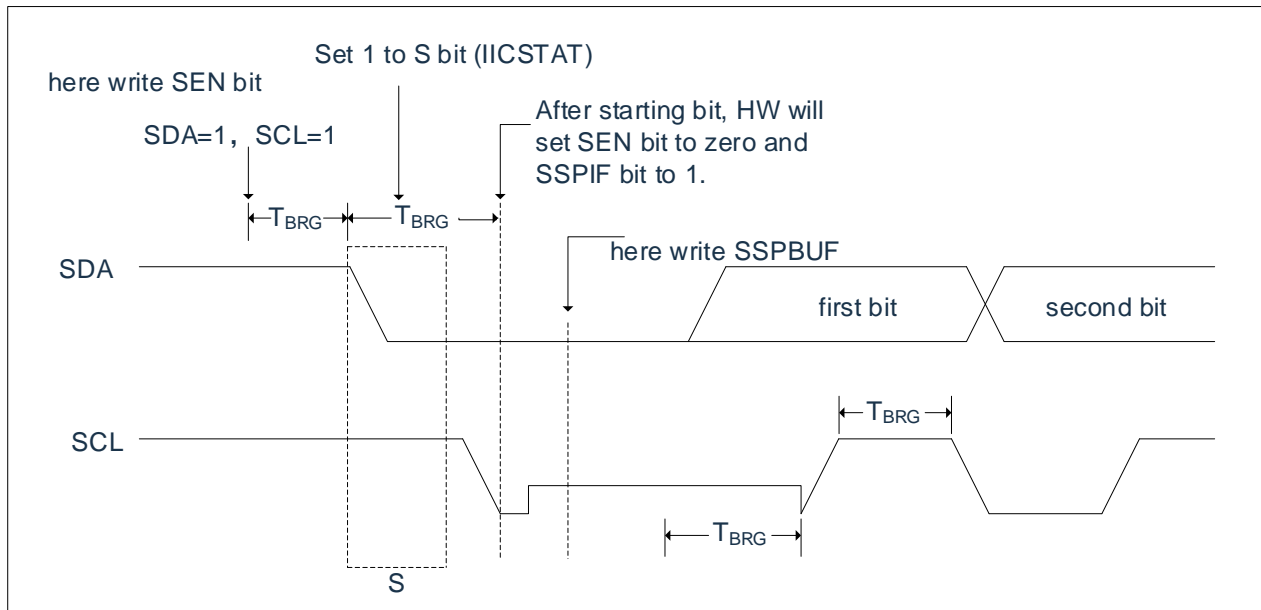 Set 1 to S bit (IICSTAT)
here write SEN bit
SDA=1, SCL=1
After starting bit, HW will
set SEN bit to zero and
SSPIF bit to 1.
TBRG
TBRG
here write SSPBUF
SDA
first bit
second bit
TBRG
SCL
TBRG
S